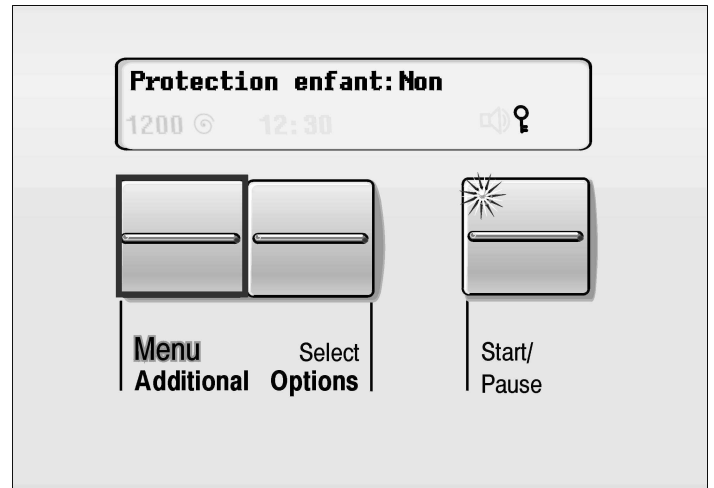 Protection enfant: Non
1200 12:30
Menu Select
Additional Options
Start/
Pause